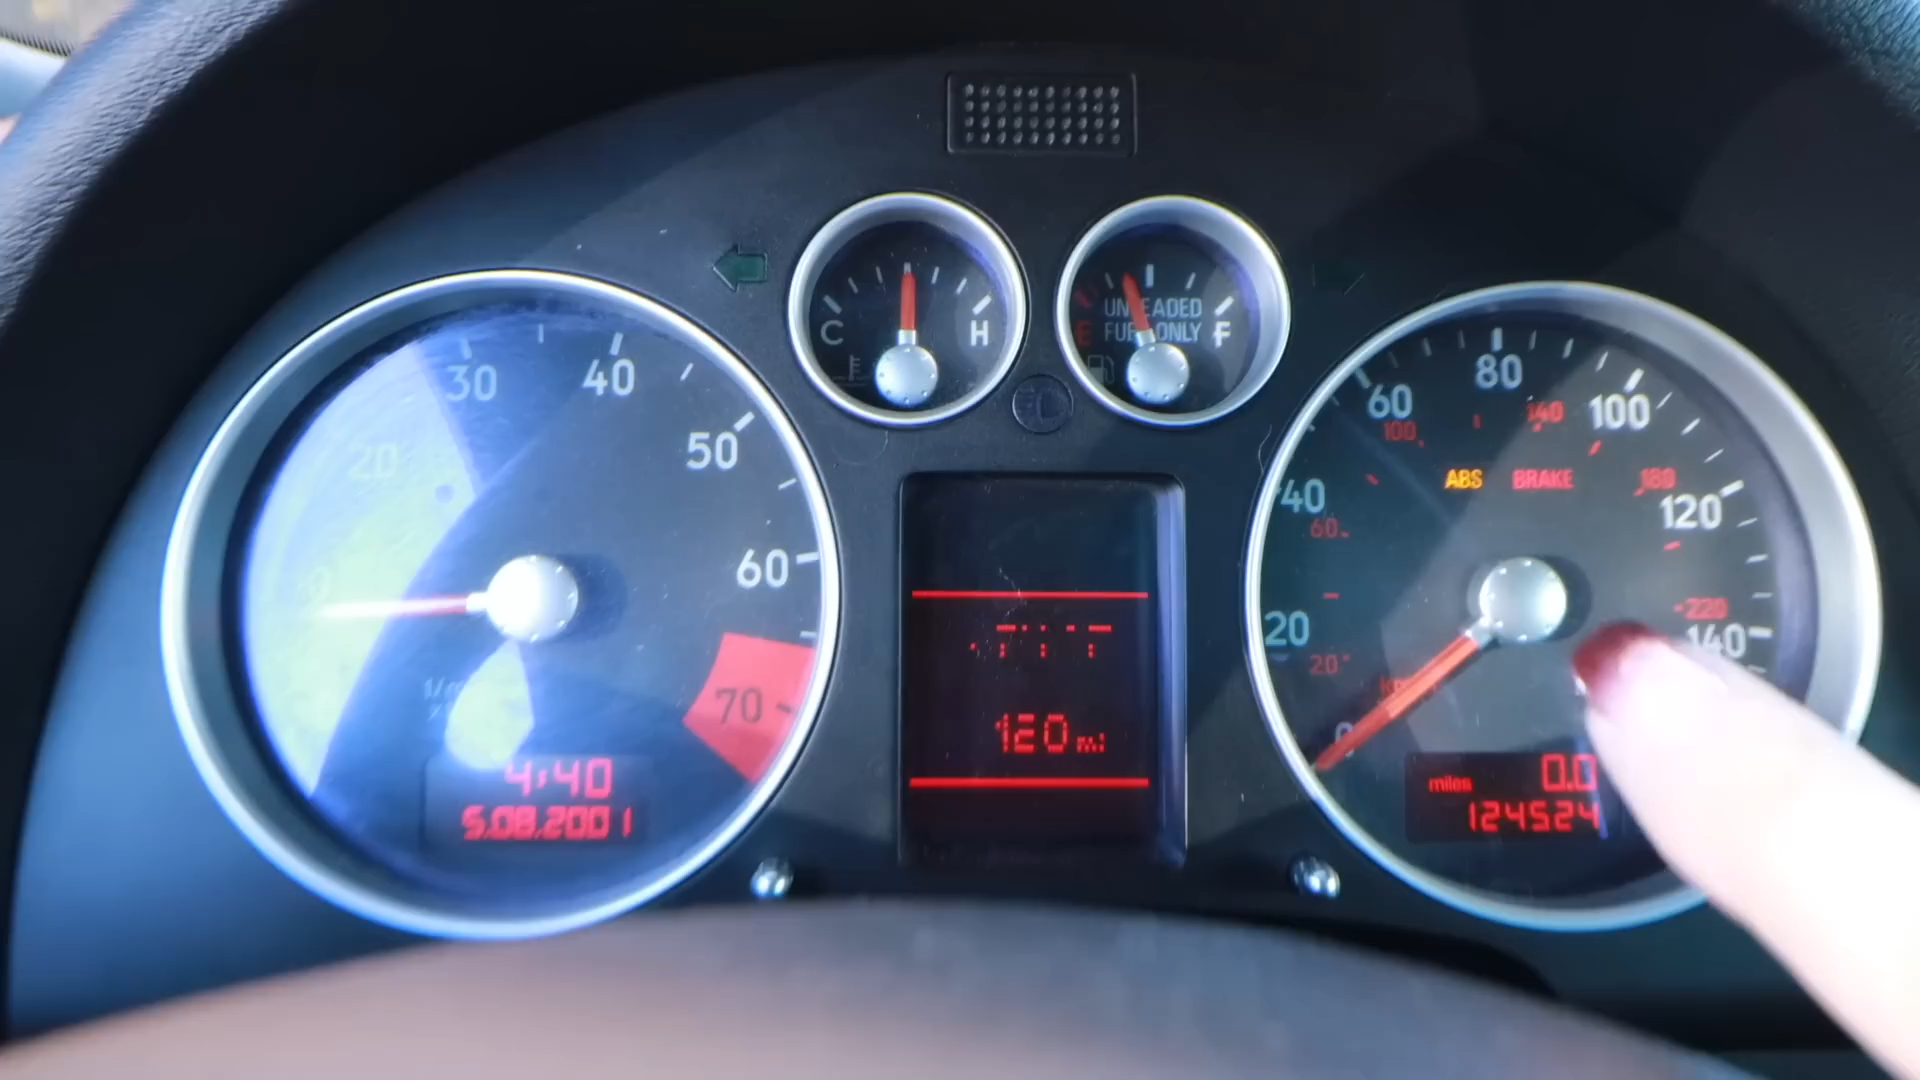 C H
UNLEADED
FUEL ONLY
E F
20 30 40 50 60 70
4:40
5.08.2001
120 mi
0 20 40 60 80 100 120 140
20 60 100 140 180 220
ABS BRAKE
miles 0.0
124524